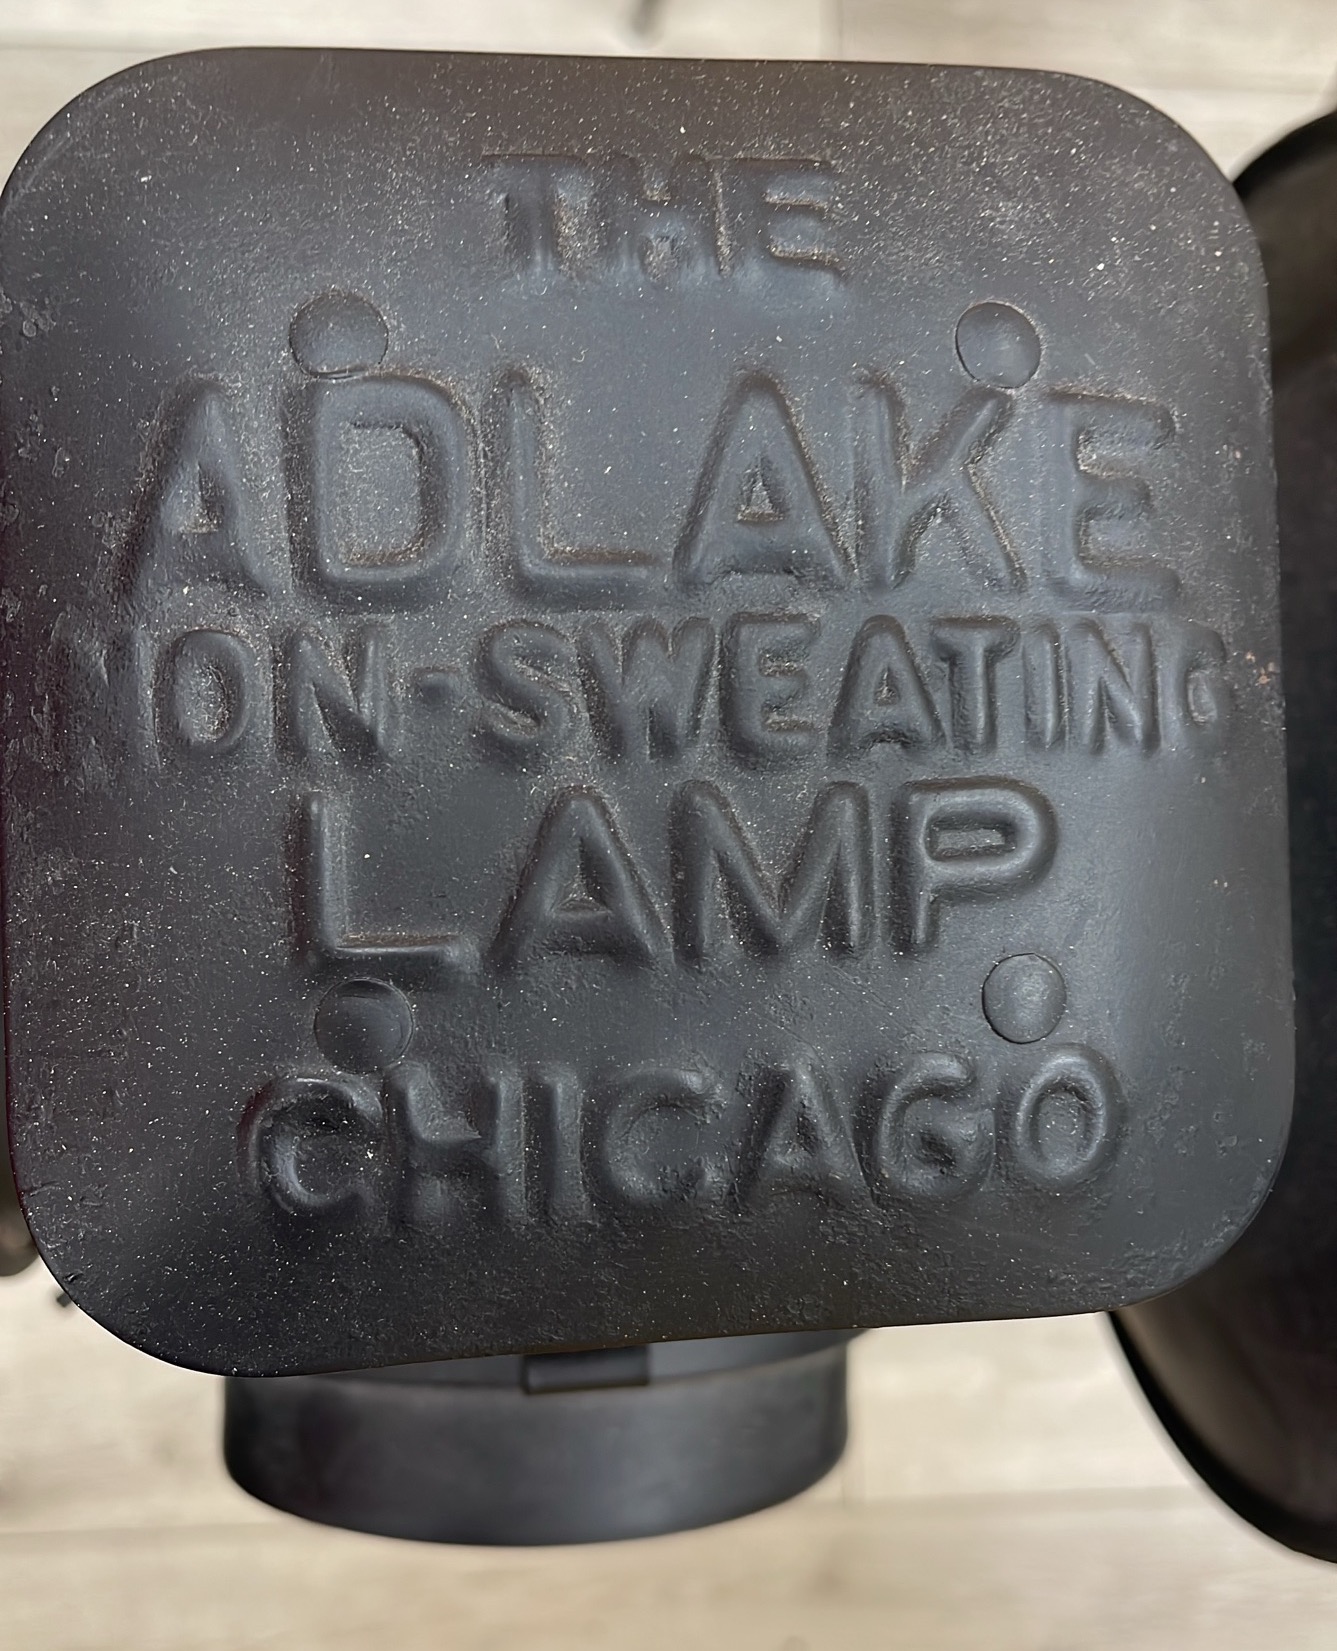 THE
ADLAKE
NON-SWEATING
LAMP
CHICAGO